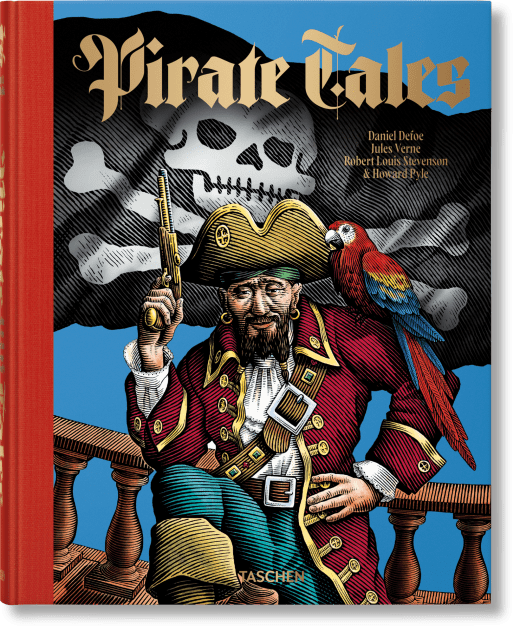 Pirate Tales
Daniel Defoe
Jules Verne
Robert Louis Stevenson
& Howard Pyle
TASCHEN